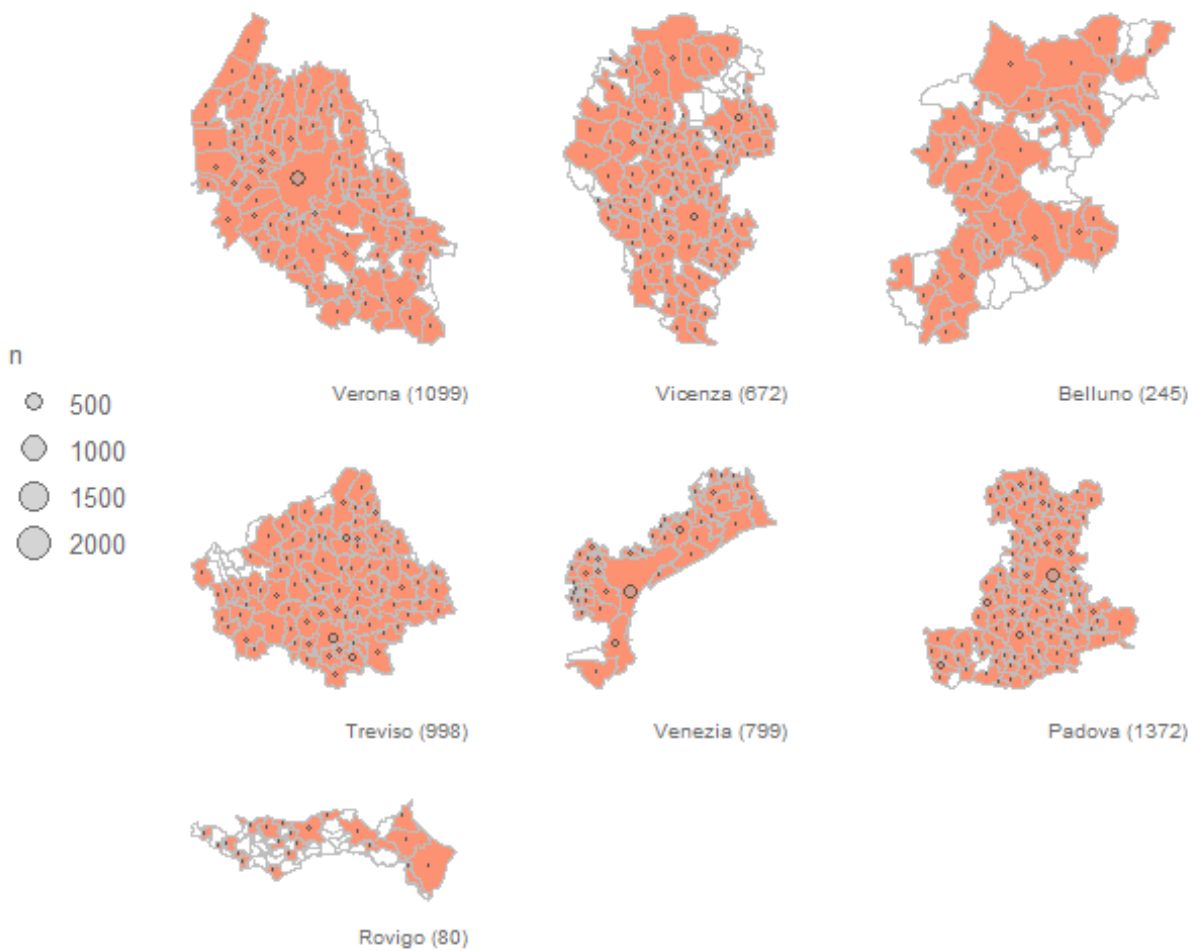 Verona (1099)
Vicenza (672)
Belluno (245)
n
500
1000
1500
2000
Treviso (998)
Venezia (799)
Padova (1372)
Rovigo (80)